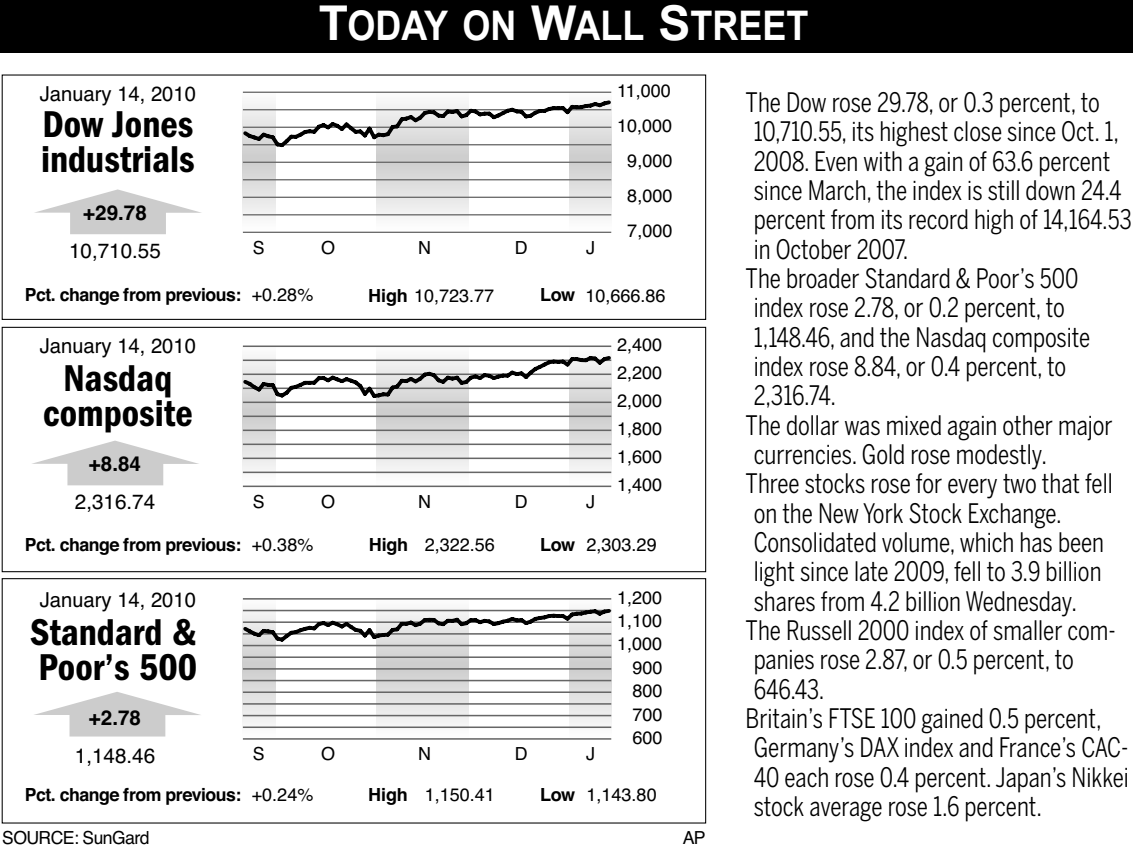 TODAY ON WALL STREET
January 14, 2010
Dow Jones
industrials
+29.78
10,710.55
11,000
10,000
9,000
8,000
7,000
S O N D J
Pct. change from previous: +0.28% High 10,723.77 Low 10,666.86
January 14, 2010
Nasdaq
composite
+8.84
2,316.74
2,400
2,200
2,000
1,800
1,600
1,400
S O N D J
Pct. change from previous: +0.38% High 2,322.56 Low 2,303.29
January 14, 2010
Standard &
Poor's 500
+2.78
1,148.46
1,200
1,100
1,000
900
800
700
600
S O N D J
Pct. change from previous: +0.24% High 1,150.41 Low 1,143.80
SOURCE: SunGard AP
The Dow rose 29.78, or 0.3 percent, to
10,710.55, its highest close since Oct. 1,
2008. Even with a gain of 63.6 percent
since March, the index is still down 24.4
percent from its record high of 14,164.53
in October 2007.
The broader Standard & Poor's 500
index rose 2.78, or 0.2 percent, to
1,148.46, and the Nasdaq composite
index rose 8.84, or 0.4 percent, to
2,316.74.
The dollar was mixed again other major
currencies. Gold rose modestly.
Three stocks rose for every two that fell
on the New York Stock Exchange.
Consolidated volume, which has been
light since late 2009, fell to 3.9 billion
shares from 4.2 billion Wednesday.
The Russell 2000 index of smaller com-
panies rose 2.87, or 0.5 percent, to
646.43.
Britain's FTSE 100 gained 0.5 percent,
Germany's DAX index and France's CAC-
40 each rose 0.4 percent. Japan's Nikkei
stock average rose 1.6 percent.